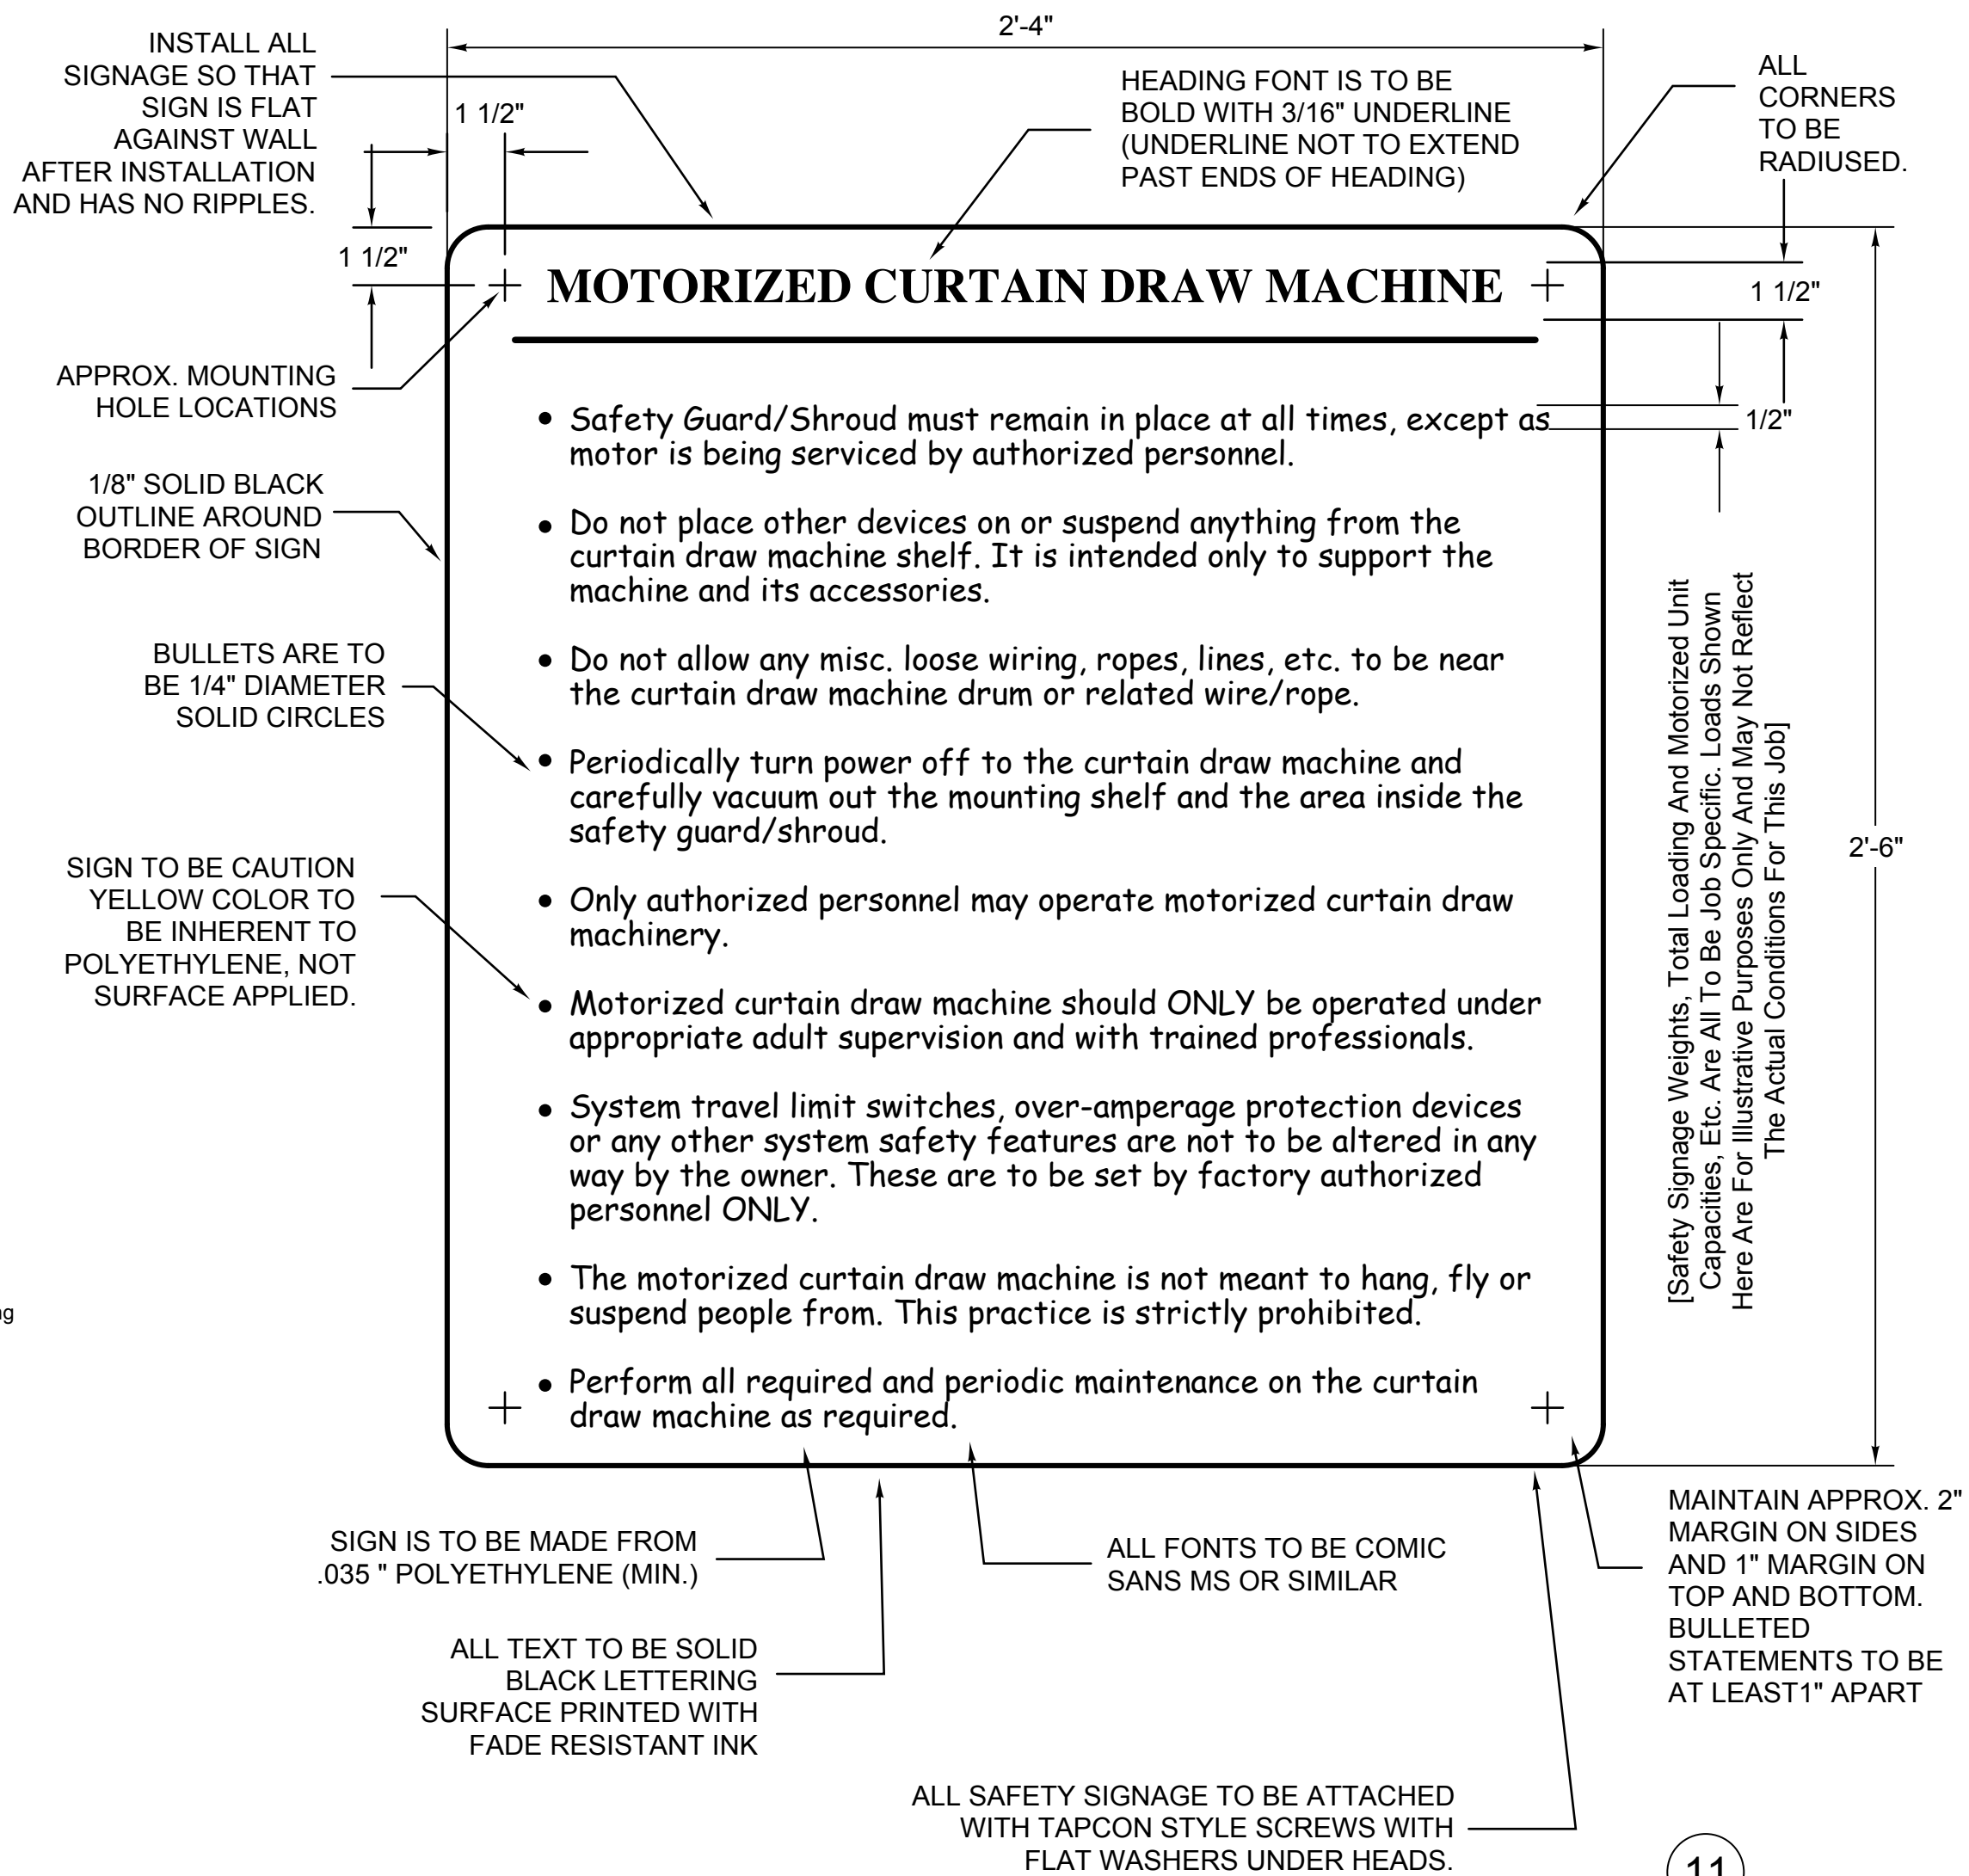 2'-4"
INSTALL ALL
SIGNAGE SO THAT
SIGN IS FLAT
AGAINST WALL
AFTER INSTALLATION
AND HAS NO RIPPLES.
1 1/2"
1 1/2"
HEADING FONT IS TO BE
BOLD WITH 3/16" UNDERLINE
(UNDERLINE NOT TO EXTEND
PAST ENDS OF HEADING)
ALL
CORNERS
TO BE
RADIUSED.
MOTORIZED CURTAIN DRAW MACHINE
1 1/2"
1/2"
APPROX. MOUNTING
HOLE LOCATIONS
1/8" SOLID BLACK
OUTLINE AROUND
BORDER OF SIGN
BULLETS ARE TO
BE 1/4" DIAMETER
SOLID CIRCLES
SIGN TO BE CAUTION
YELLOW COLOR TO
BE INHERENT TO
POLYETHYLENE, NOT
SURFACE APPLIED.
• Safety Guard/Shroud must remain in place at all times, except as
motor is being serviced by authorized personnel.
• Do not place other devices on or suspend anything from the
curtain draw machine shelf. It is intended only to support the
machine and its accessories.
• Do not allow any misc. loose wiring, ropes, lines, etc. to be near
the curtain draw machine drum or related wire/rope.
• Periodically turn power off to the curtain draw machine and
carefully vacuum out the mounting shelf and the area inside the
safety guard/shroud.
• Only authorized personnel may operate motorized curtain draw
machinery.
• Motorized curtain draw machine should ONLY be operated under
appropriate adult supervision and with trained professionals.
• System travel limit switches, over-amperage protection devices
or any other system safety features are not to be altered in any
way by the owner. These are to be set by factory authorized
personnel ONLY.
• The motorized curtain draw machine is not meant to hang, fly or
suspend people from. This practice is strictly prohibited.
• Perform all required and periodic maintenance on the curtain
draw machine as required.
[Safety Signage Weights, Total Loading And Motorized Unit
Capacities, Etc. Are All To Be Job Specific. Loads Shown
Here Are For Illustrative Purposes Only And May Not Reflect
The Actual Conditions For This Job]
2'-6"
SIGN IS TO BE MADE FROM
.035 " POLYETHYLENE (MIN.)
ALL TEXT TO BE SOLID
BLACK LETTERING
SURFACE PRINTED WITH
FADE RESISTANT INK
ALL FONTS TO BE COMIC
SANS MS OR SIMILAR
ALL SAFETY SIGNAGE TO BE ATTACHED
WITH TAPCON STYLE SCREWS WITH
FLAT WASHERS UNDER HEADS.
MAINTAIN APPROX. 2"
MARGIN ON SIDES
AND 1" MARGIN ON
TOP AND BOTTOM.
BULLETED
STATEMENTS TO BE
AT LEAST1" APART
11